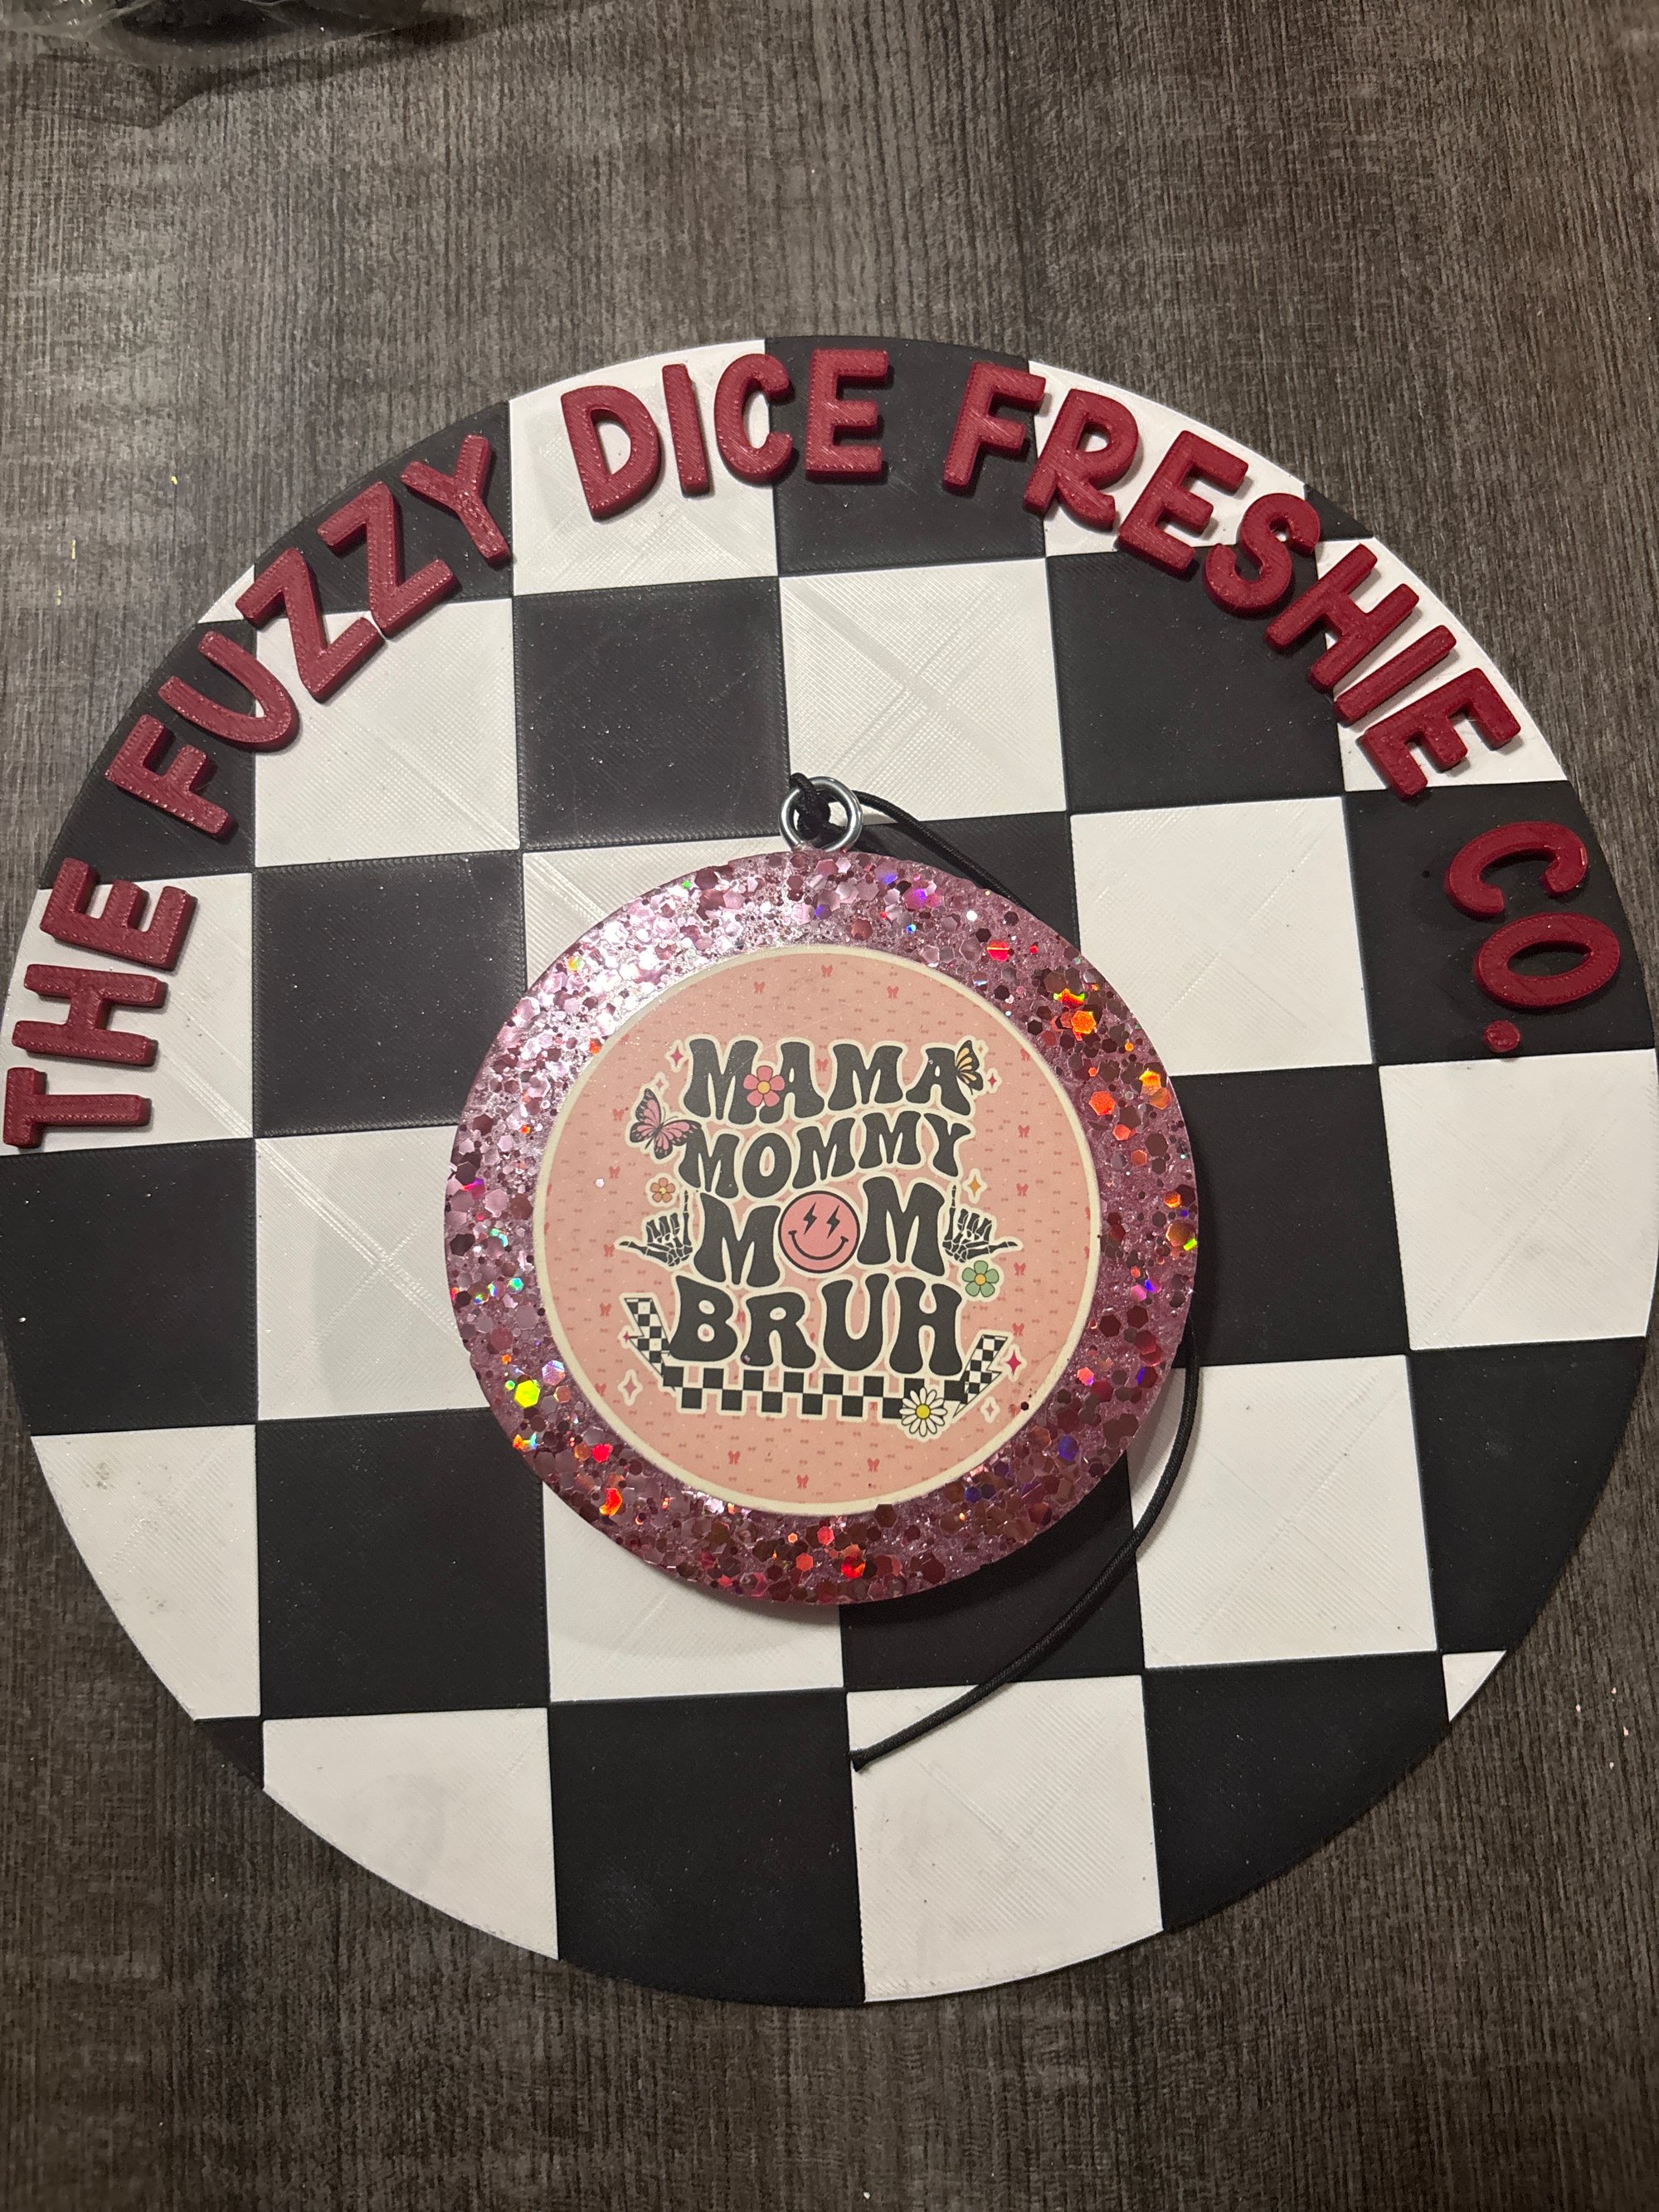 THE FUZZY DICE FRESHIE CO.
MAMA
MOMMY
MOM
BRUH